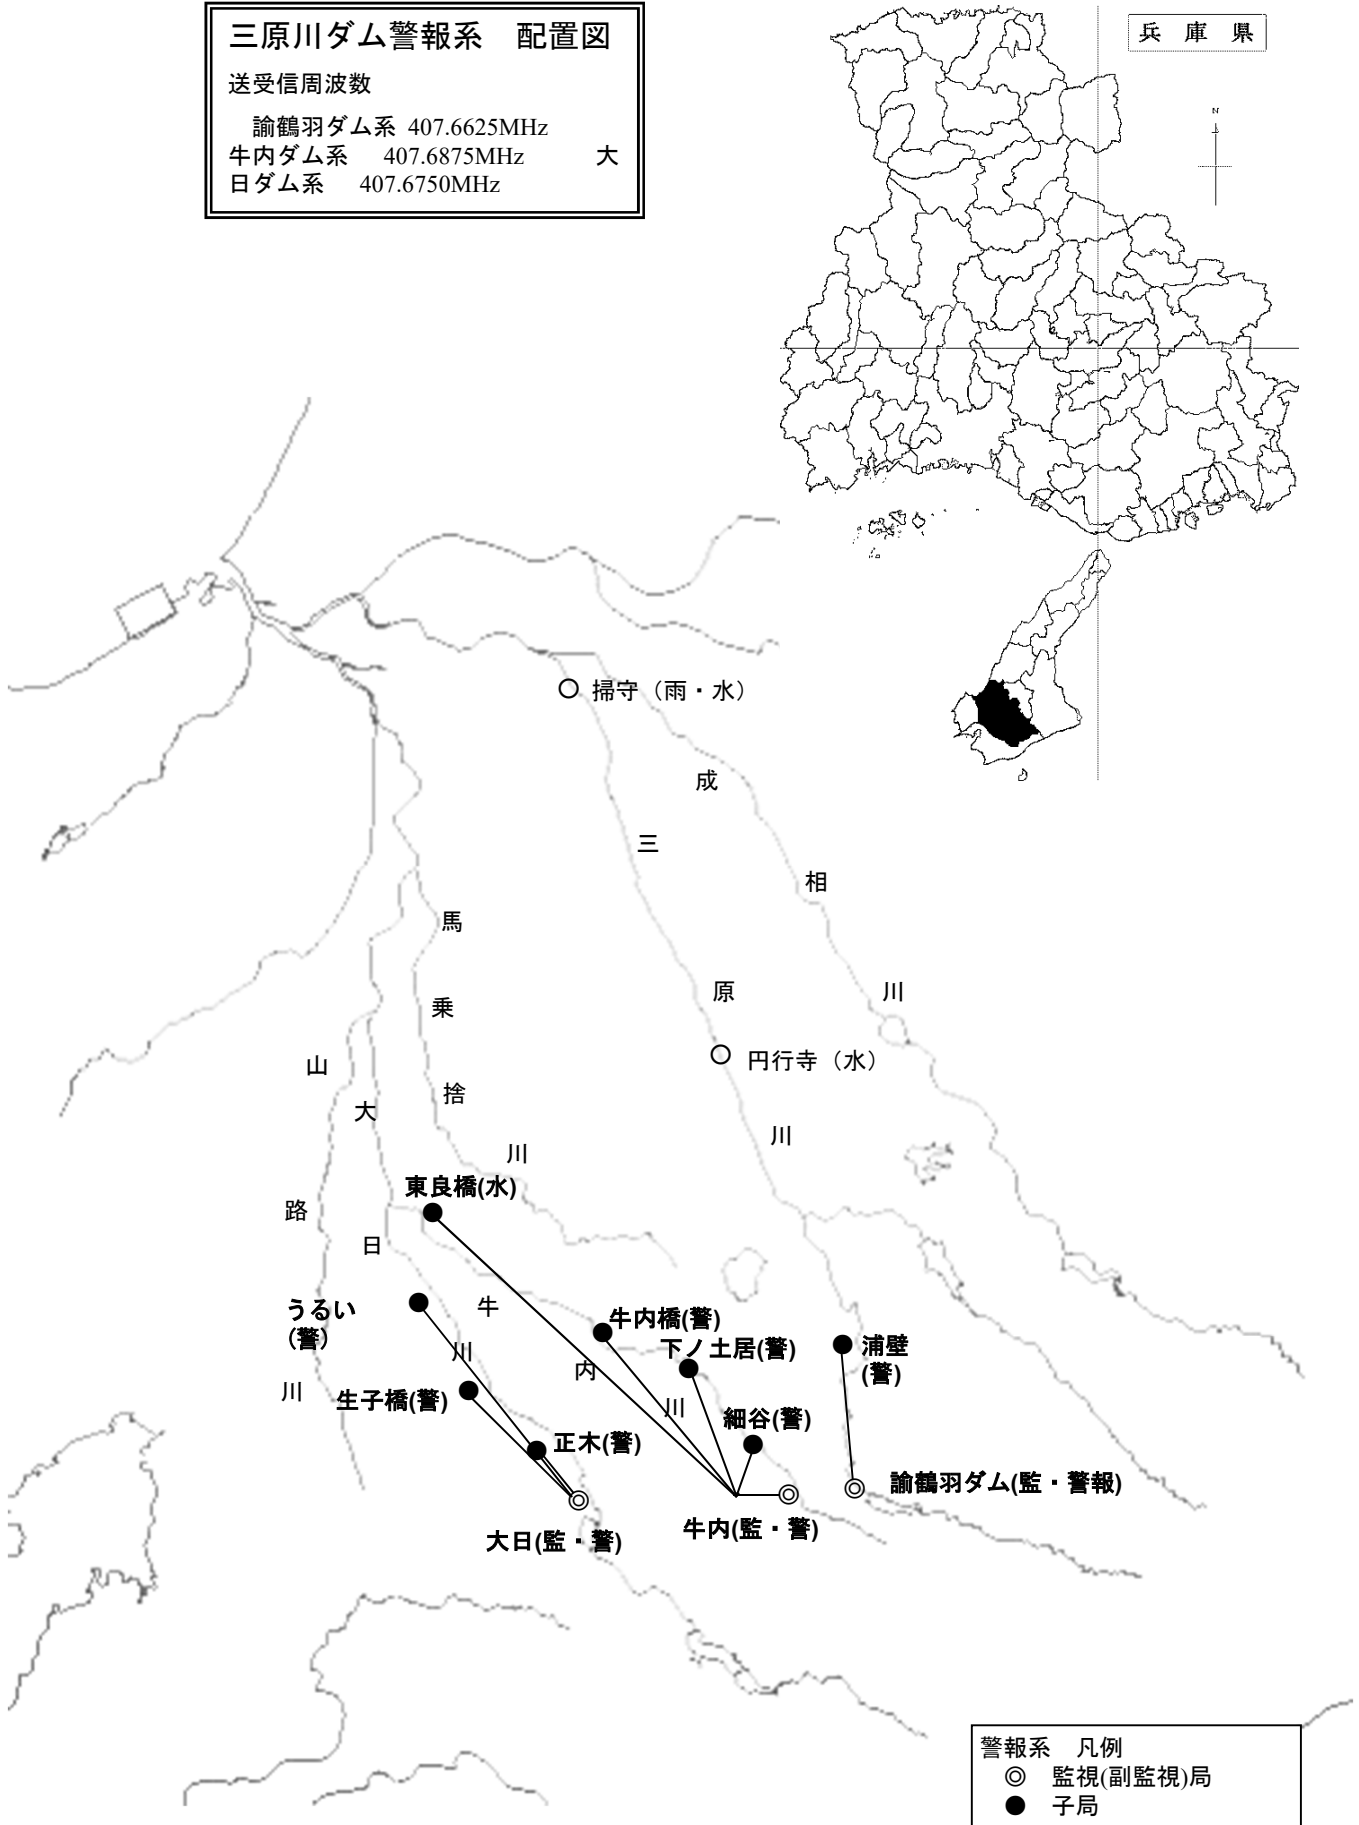 三原川ダム警報系　配置図
送受信周波数
諭鶴羽ダム系 407.6625MHz
牛内ダム系　407.6875MHz　　　大
日ダム系　407.6750MHz
兵 庫 県
N
掃守（雨・水）
成
相
川
三
原
川
円行寺（水）
馬
乗
捨
川
山
路
川
大
日
川
東良橋(水)
牛
内
川
うるい
(警)
生子橋(警)
正木(警)
大日(監・警)
牛内橋(警)
下ノ土居(警)
細谷(警)
牛内(監・警)
浦壁
(警)
諭鶴羽ダム(監・警報)
警報系　凡例
◎　監視(副監視)局
●　子局